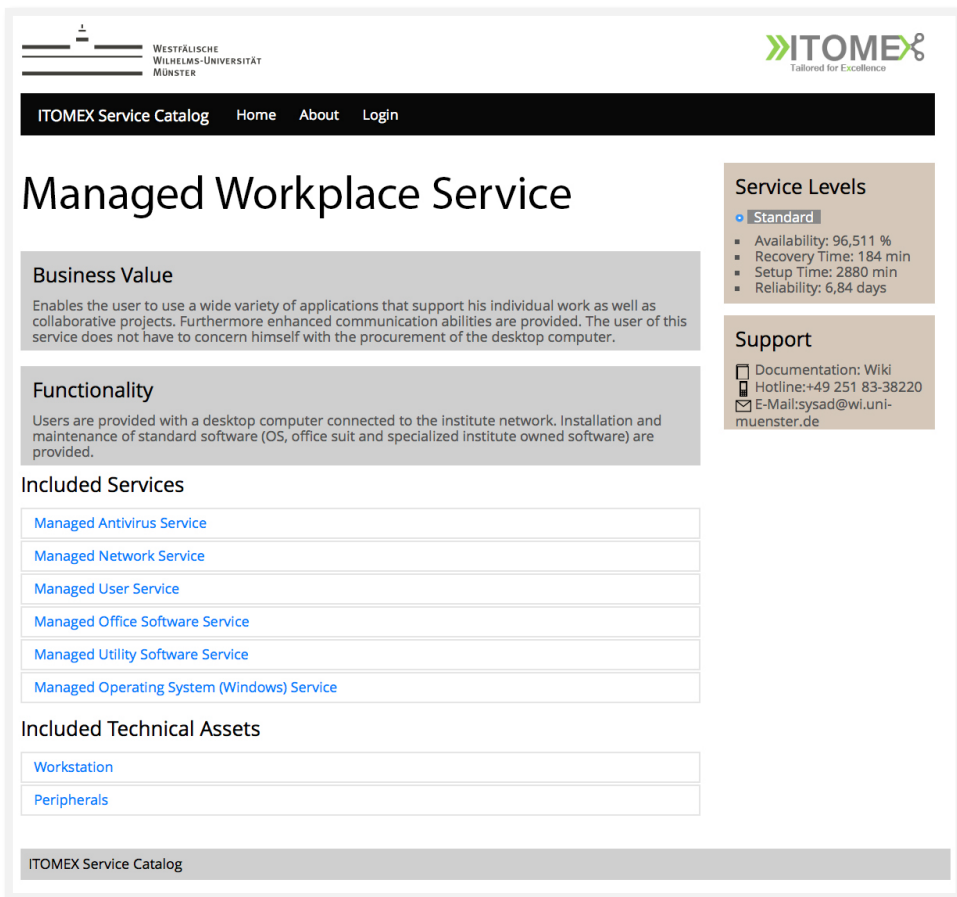 WESTFÄLISCHE
WILHELMS-UNIVERSITÄT
MÜNSTER
ITOMEX
Tailored for Excellence
ITOMEX Service Catalog Home About Login
Managed Workplace Service
Business Value
Enables the user to use a wide variety of applications that support his individual work as well as
collaborative projects. Furthermore enhanced communication abilities are provided. The user of this
service does not have to concern himself with the procurement of the desktop computer.
Functionality
Users are provided with a desktop computer connected to the institute network. Installation and
maintenance of standard software (OS, office suit and specialized institute owned software) are
provided.
Included Services
Managed Antivirus Service
Managed Network Service
Managed User Service
Managed Office Software Service
Managed Utility Software Service
Managed Operating System (Windows) Service
Included Technical Assets
Workstation
Peripherals
Service Levels
Standard
Availability: 96,511 %
Recovery Time: 184 min
Setup Time: 2880 min
Reliability: 6,84 days
Support
Documentation: Wiki
Hotline:+49 251 83-38220
E-Mail:sysad@wi.uni-
muenster.de
ITOMEX Service Catalog